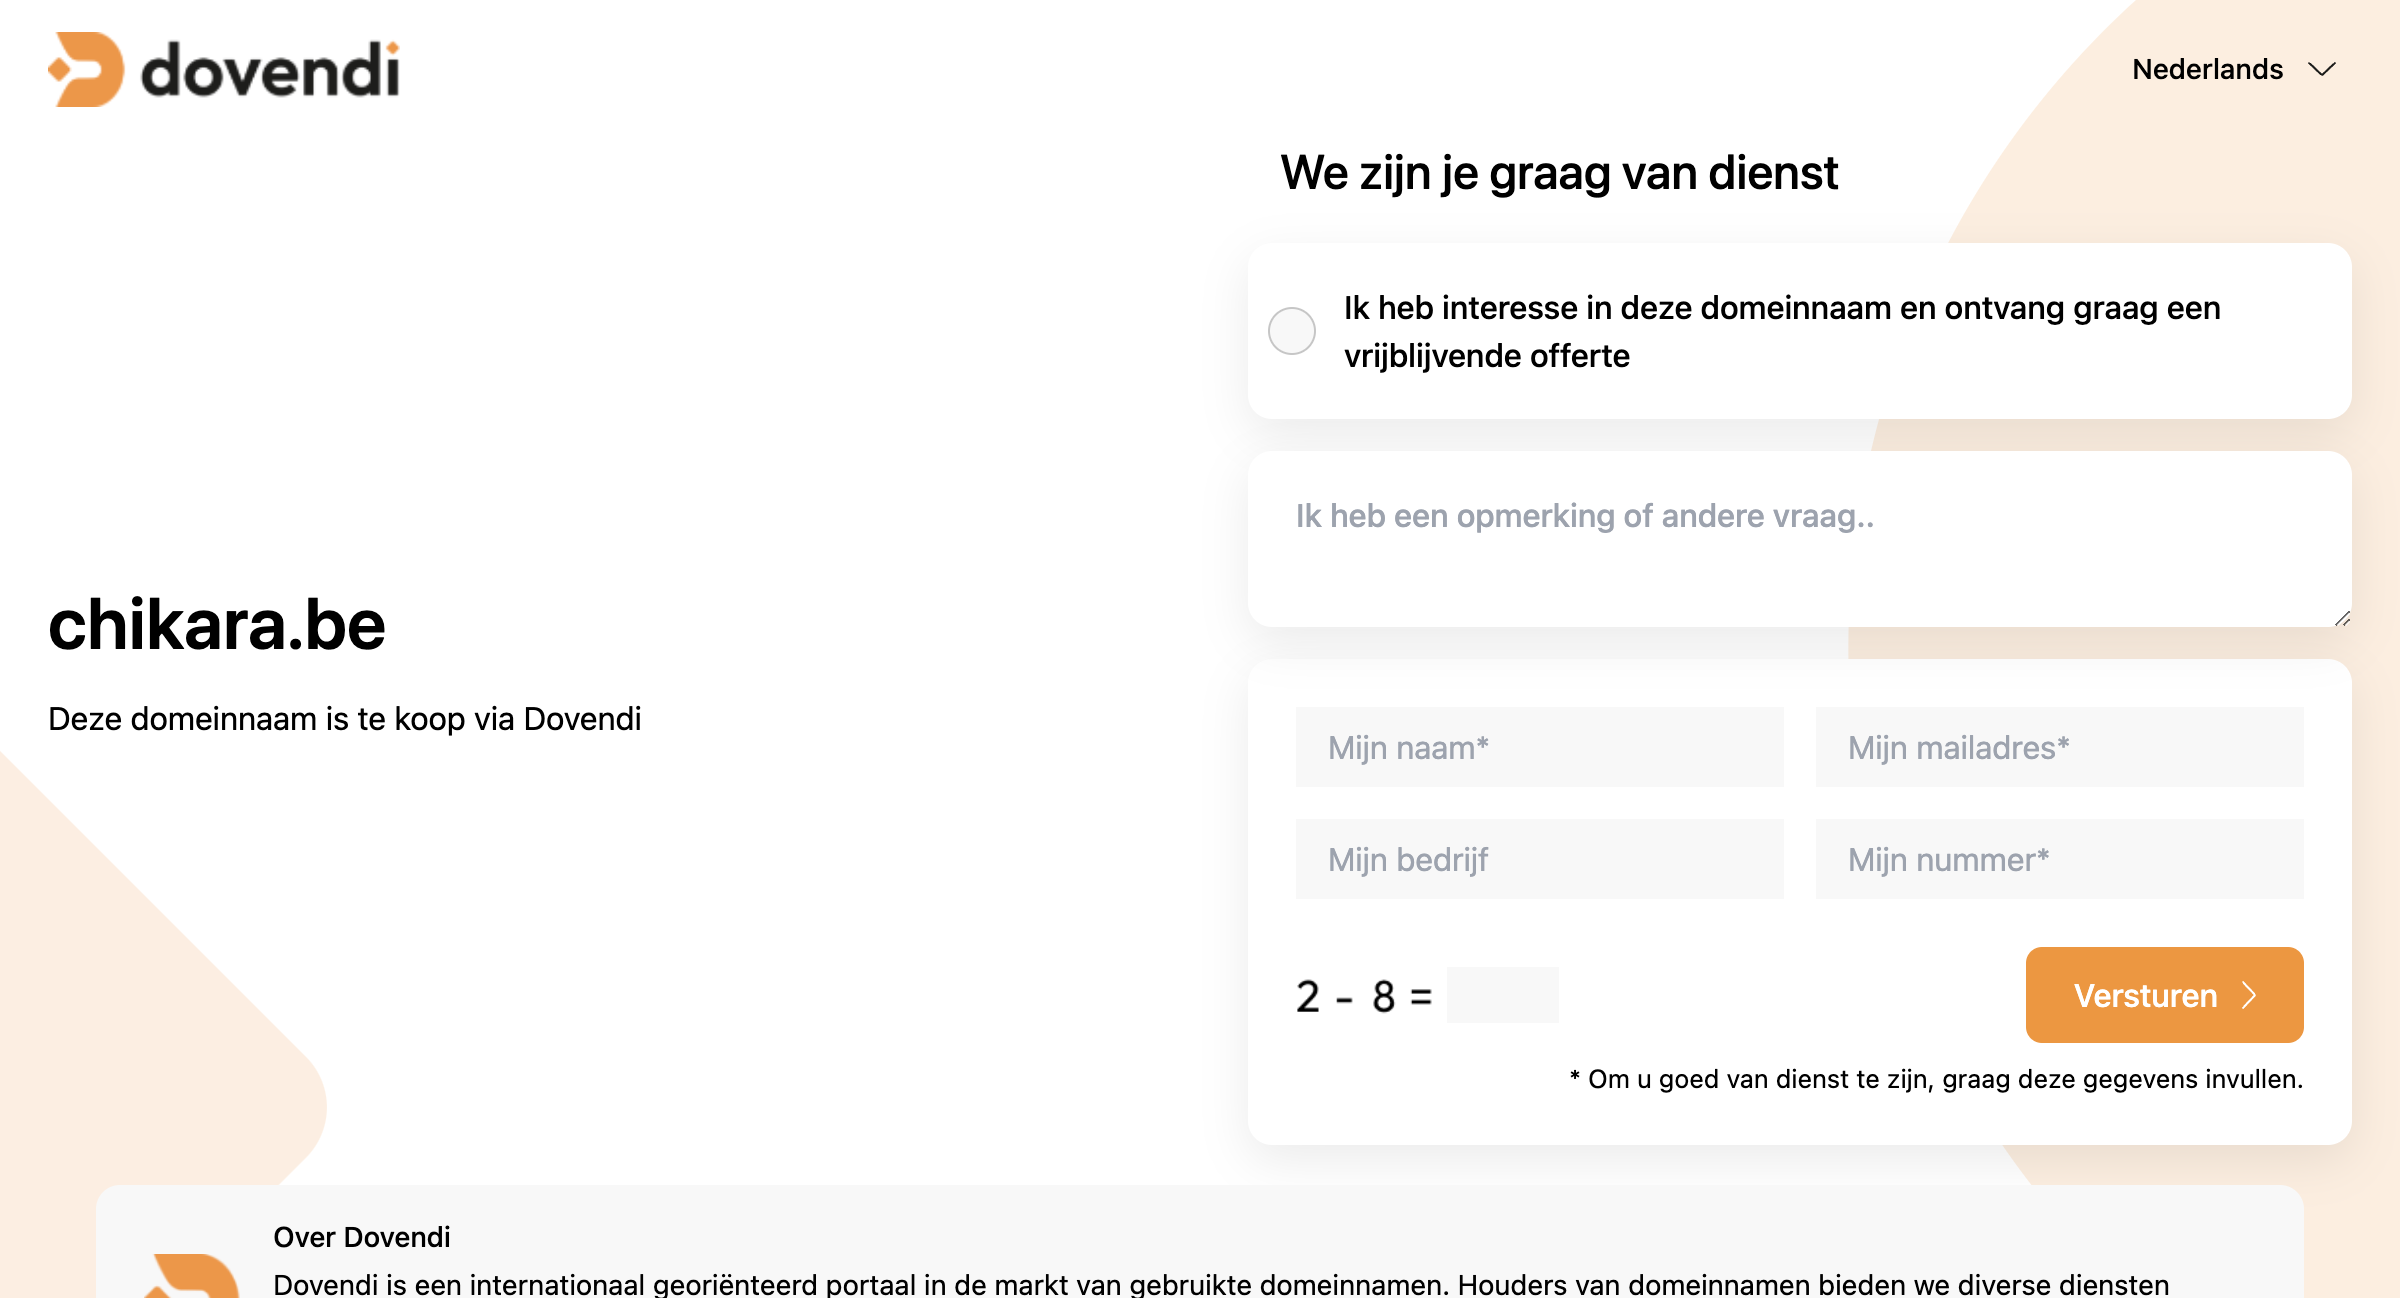 dovendi
Nederlands
We zijn je graag van dienst
Ik heb interesse in deze domeinnaam en ontvang graag een
vrijblijvende offerte
Ik heb een opmerking of andere vraag..
chikara.be
Deze domeinnaam is te koop via Dovendi
Mijn naam*
Mijn mailadres*
Mijn bedrijf
Mijn nummer*
2 - 8 =
Versturen
* Om u goed van dienst te zijn, graag deze gegevens invullen.
Over Dovendi
Dovendi is een internationaal georiënteerd portaal in de markt van gebruikte domeinnamen. Houders van domeinnamen bieden we diverse diensten